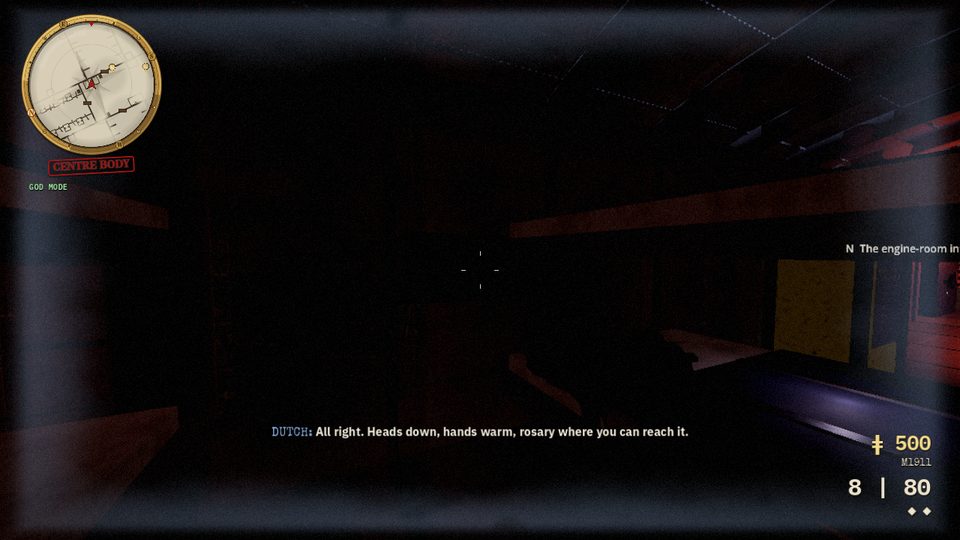 CENTRE BODY
GOD MODE
N The engine-room in
DUTCH: All right. Heads down, hands warm, rosary where you can reach it.
500
M1911
8 | 80